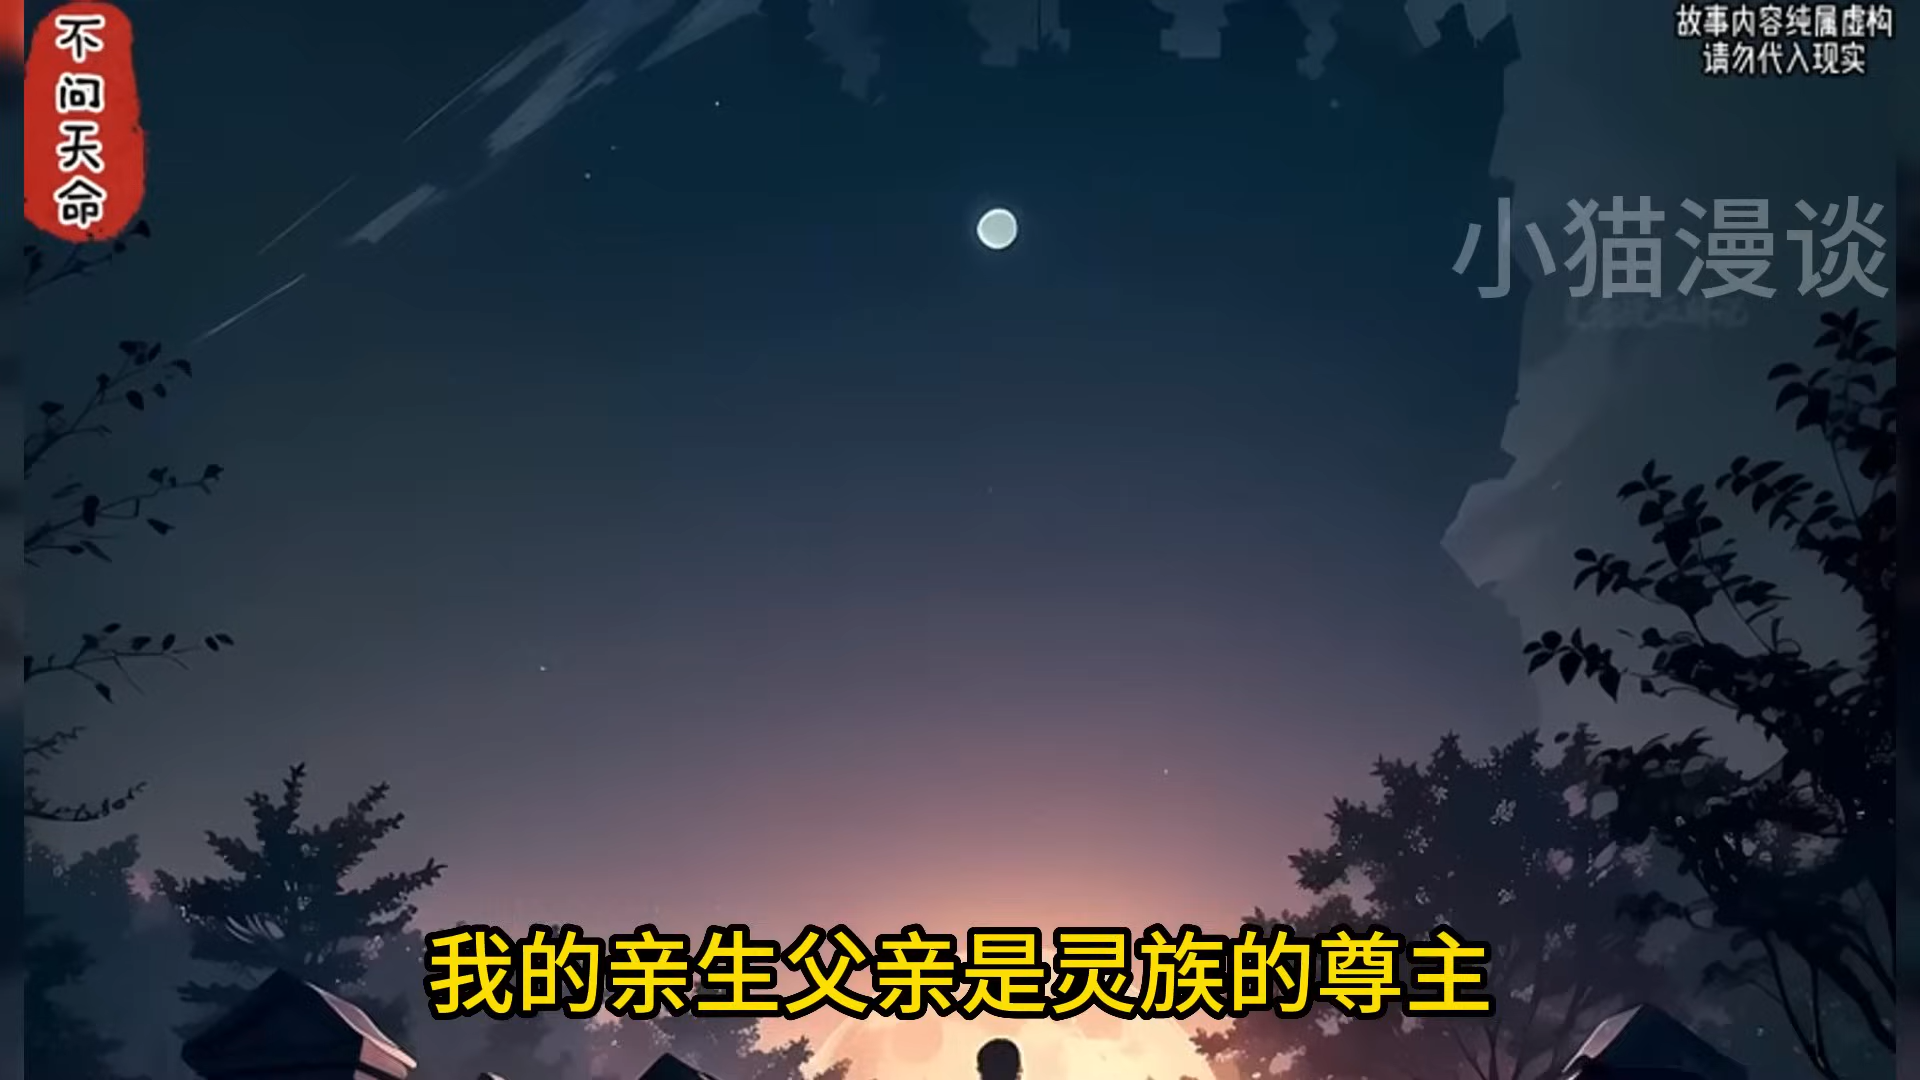 不问天命
故事内容纯属虚构
请勿代入现实
小猫漫谈
我的亲生父亲是灵族的尊主